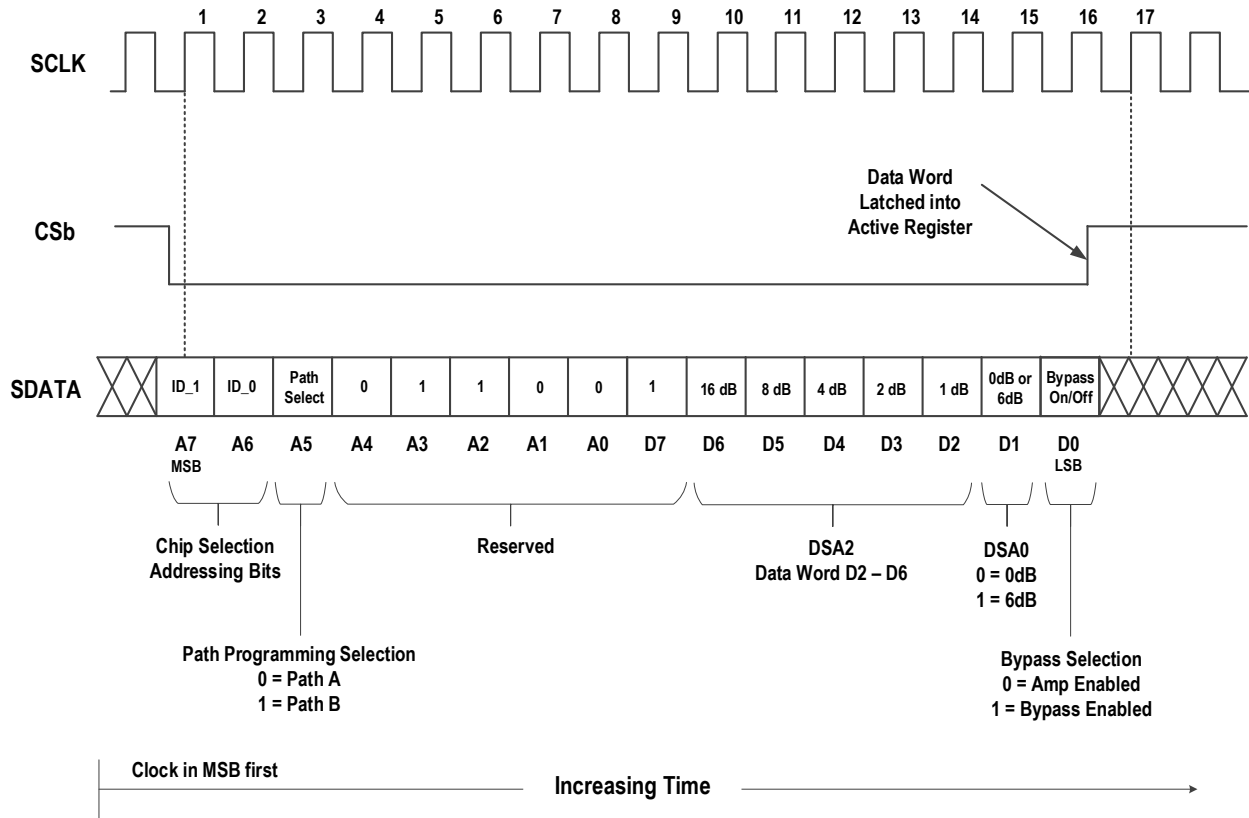 1 2 3 4 5 6 7 8 9 10 11 12 13 14 15 16 17
SCLK
Data Word
Latched into
Active Register
CSb
SDATA
ID_1 ID_0 Path Select 0 1 1 0 0 1 16 dB 8 dB 4 dB 2 dB 1 dB 0dB or 6dB Bypass On/Off
A7 A6 A5 A4 A3 A2 A1 A0 D7 D6 D5 D4 D3 D2 D1 D0
MSB LSB
Chip Selection
Addressing Bits
Reserved
DSA2
Data Word D2 – D6
DSA0
0 = 0dB
1 = 6dB
Path Programming Selection
0 = Path A
1 = Path B
Bypass Selection
0 = Amp Enabled
1 = Bypass Enabled
Clock in MSB first
Increasing Time